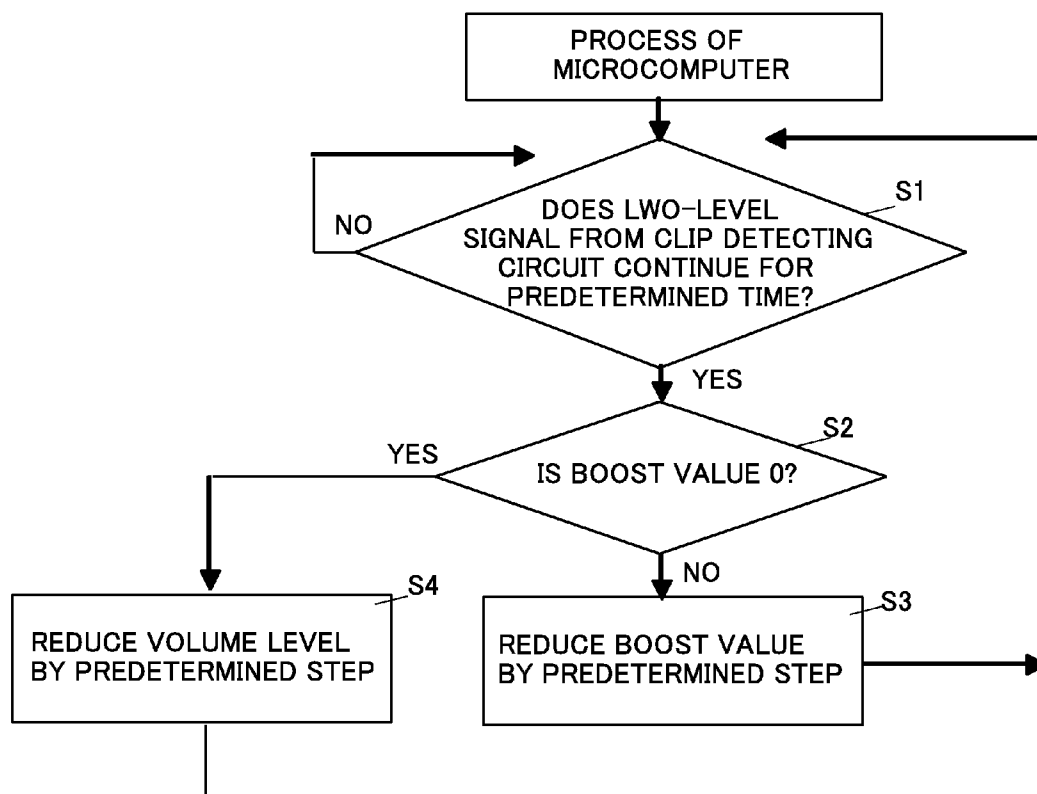 PROCESS OF
MICROCOMPUTER
S1
NO
DOES LWO-LEVEL
SIGNAL FROM CLIP DETECTING
CIRCUIT CONTINUE FOR
PREDETERMINED TIME?
YES
S2
YES
IS BOOST VALUE 0?
NO
S4
S3
REDUCE VOLUME LEVEL
BY PREDETERMINED STEP
REDUCE BOOST VALUE
BY PREDETERMINED STEP